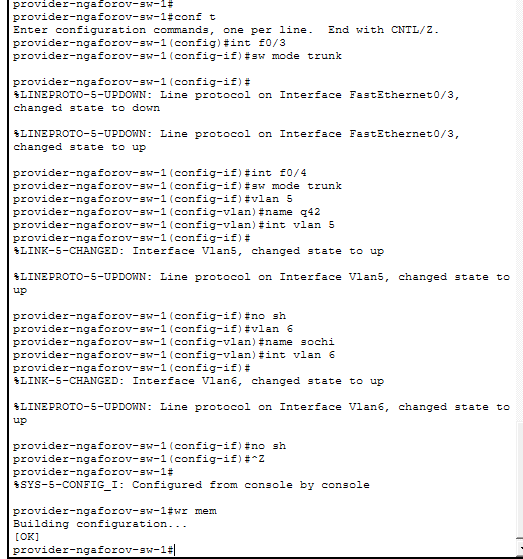 provider-ngaforov-sw-1#
provider-ngaforov-sw-1#conf t
Enter configuration commands, one per line.  End with CNTL/Z.
provider-ngaforov-sw-1(config)#int f0/3
provider-ngaforov-sw-1(config-if)#sw mode trunk
provider-ngaforov-sw-1(config-if)#
%LINEPROTO-5-UPDOWN: Line protocol on Interface FastEthernet0/3,
changed state to down
%LINEPROTO-5-UPDOWN: Line protocol on Interface FastEthernet0/3,
changed state to up
provider-ngaforov-sw-1(config-if)#int f0/4
provider-ngaforov-sw-1(config-if)#sw mode trunk
provider-ngaforov-sw-1(config-if)#vlan 5
provider-ngaforov-sw-1(config-vlan)#name q42
provider-ngaforov-sw-1(config-vlan)#int vlan 5
provider-ngaforov-sw-1(config-if)#
%LINK-5-CHANGED: Interface Vlan5, changed state to up
%LINEPROTO-5-UPDOWN: Line protocol on Interface Vlan5, changed state to
up
provider-ngaforov-sw-1(config-if)#no sh
provider-ngaforov-sw-1(config-if)#vlan 6
provider-ngaforov-sw-1(config-vlan)#name sochi
provider-ngaforov-sw-1(config-vlan)#int vlan 6
provider-ngaforov-sw-1(config-if)#
%LINK-5-CHANGED: Interface Vlan6, changed state to up
%LINEPROTO-5-UPDOWN: Line protocol on Interface Vlan6, changed state to
up
provider-ngaforov-sw-1(config-if)#no sh
provider-ngaforov-sw-1(config-if)#^Z
provider-ngaforov-sw-1#
%SYS-5-CONFIG_I: Configured from console by console
provider-ngaforov-sw-1#wr mem
Building configuration...
[OK]
provider-ngaforov-sw-1#